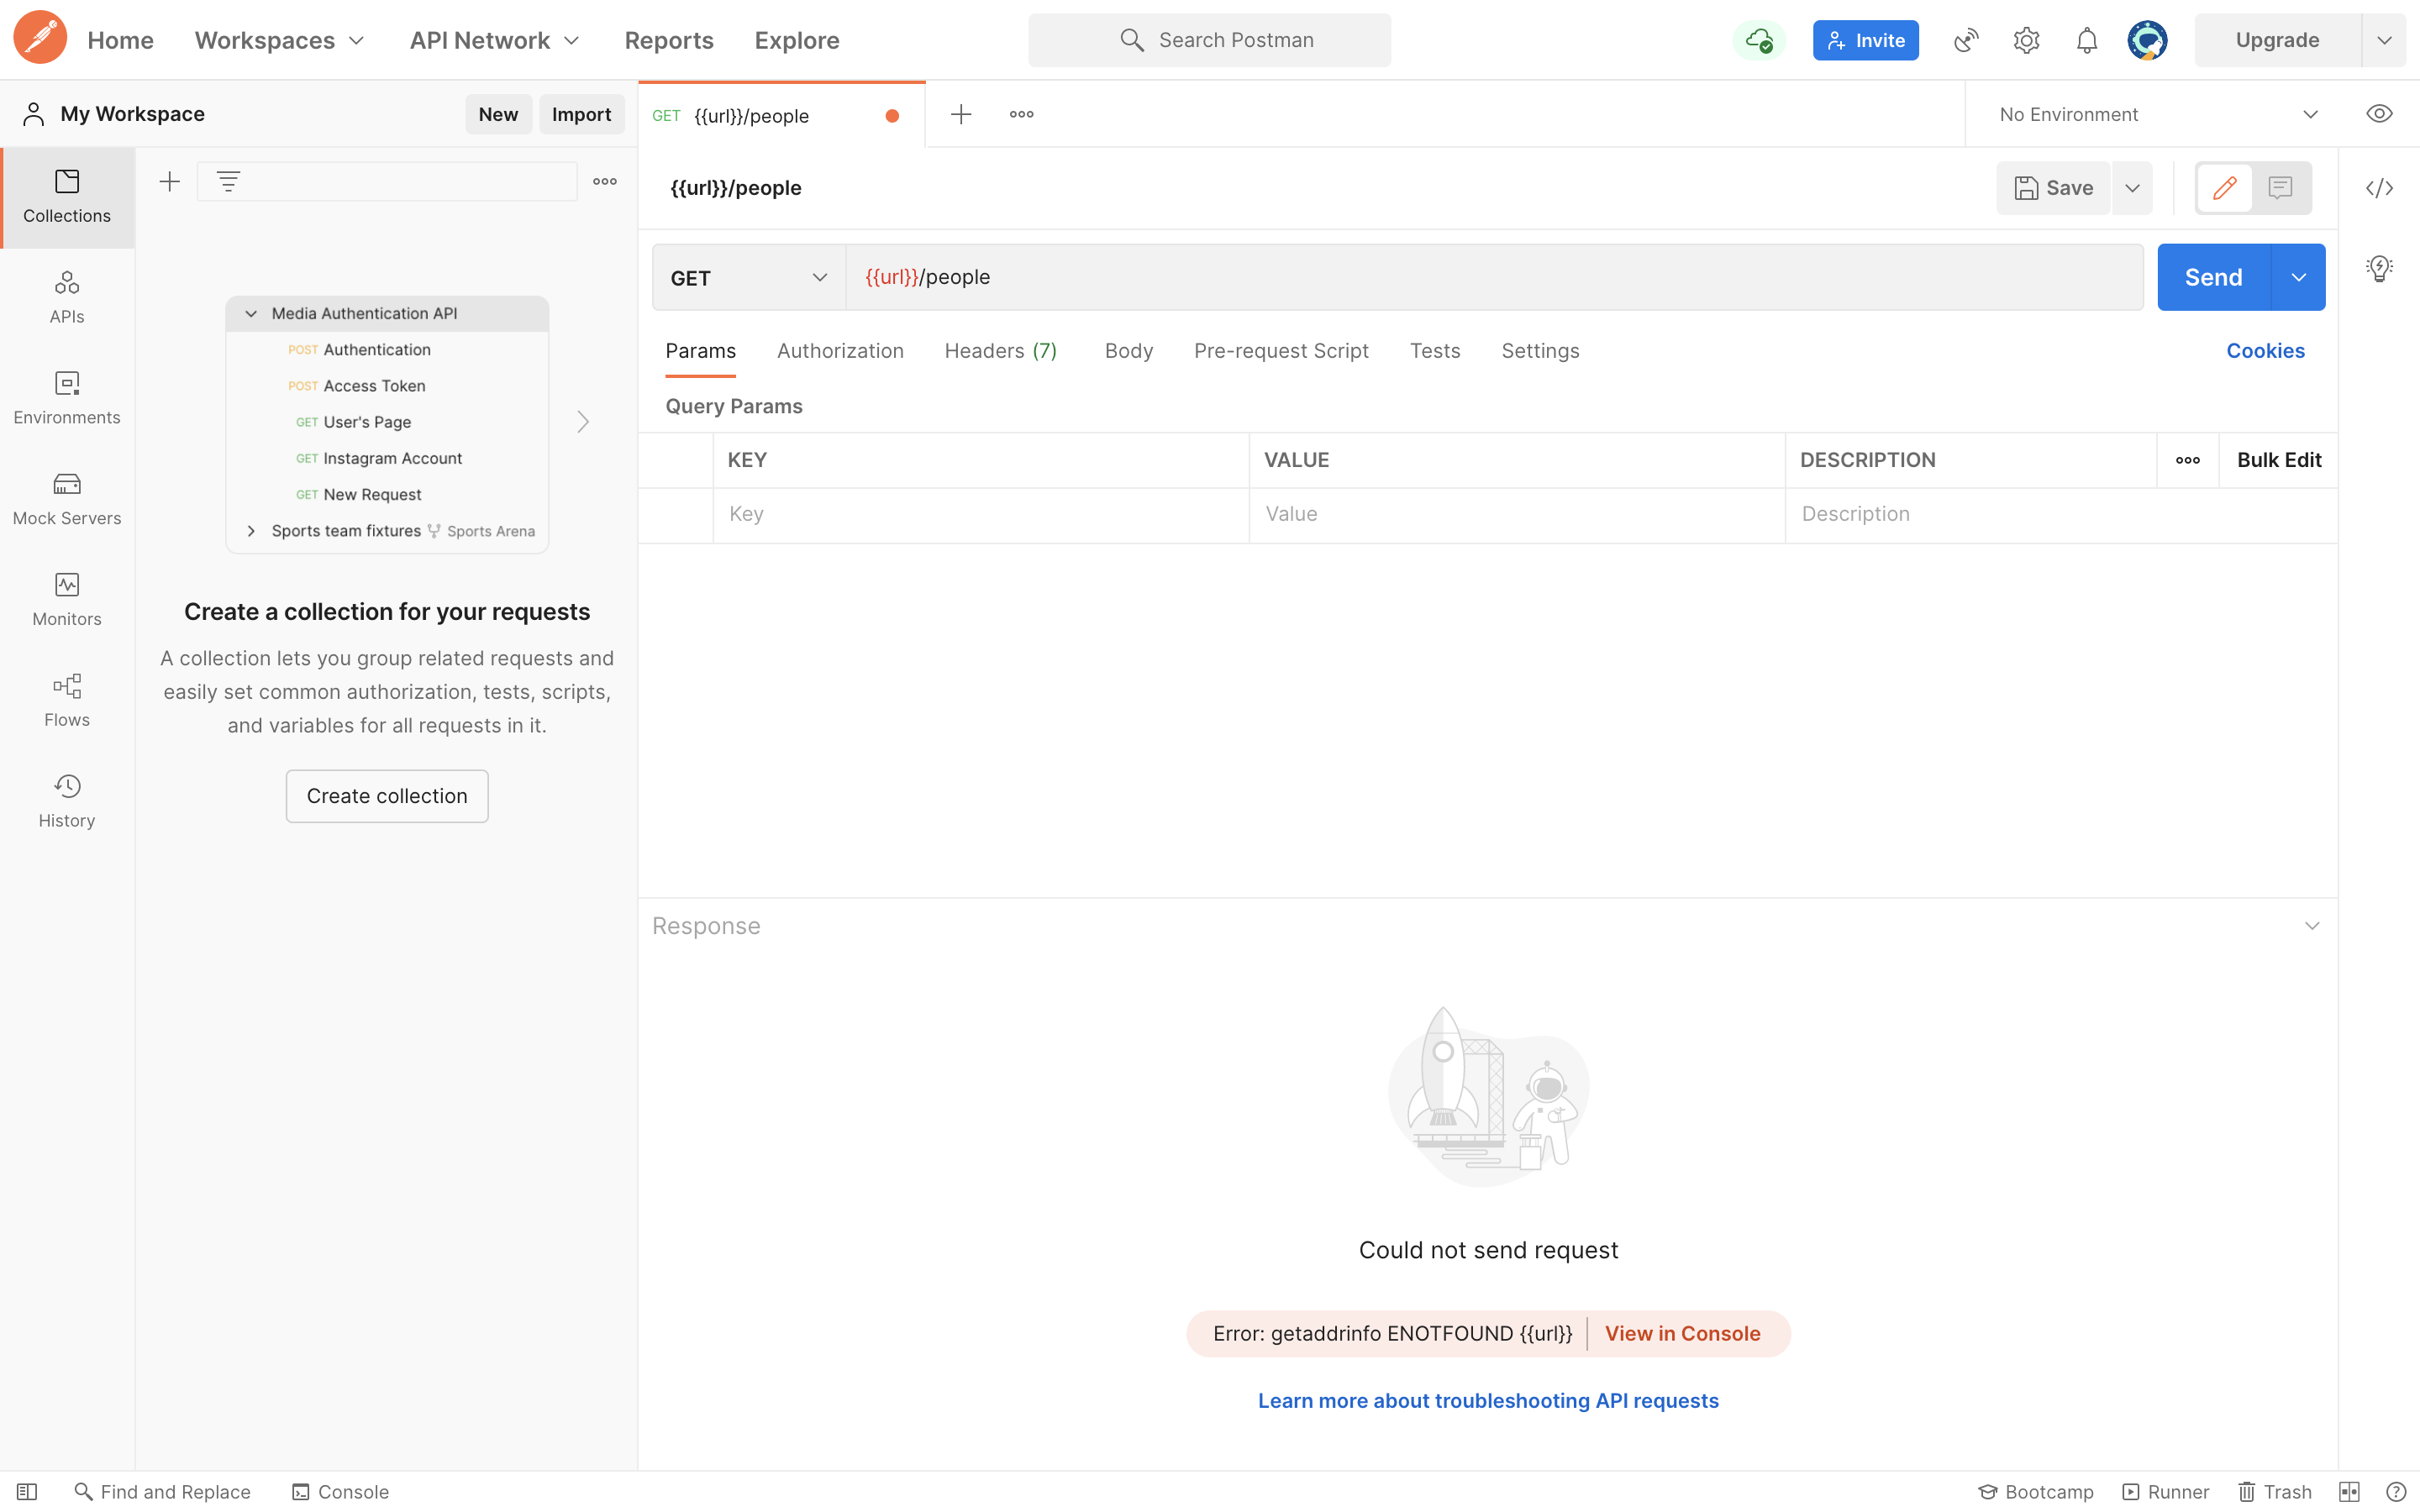 Home Workspaces API Network Reports Explore Search Postman Invite Upgrade
My Workspace New Import GET {{url}}/people No Environment
Collections
APIs
Environments
Mock Servers
Monitors
Flows
History
Media Authentication API
POST Authentication
POST Access Token
GET User's Page
GET Instagram Account
GET New Request
Sports team fixtures Sports Arena
Create a collection for your requests
A collection lets you group related requests and
easily set common authorization, tests, scripts,
and variables for all requests in it.
Create collection
{{url}}/people Save
GET {{url}}/people Send
Params Authorization Headers (7) Body Pre-request Script Tests Settings Cookies
Query Params
KEY VALUE DESCRIPTION Bulk Edit
Key Value Description
Response
Could not send request
Error: getaddrinfo ENOTFOUND {{url}} View in Console
Learn more about troubleshooting API requests
Find and Replace Console Bootcamp Runner Trash